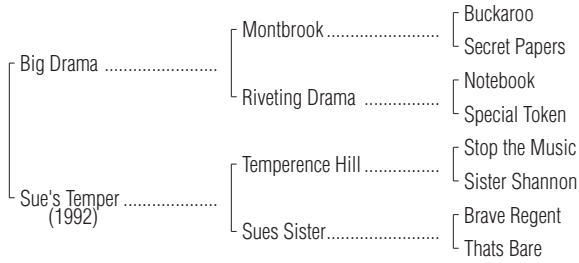 Buckaroo
Montbrook ..........................
Secret Papers
Big Drama .......................
Notebook
Riveting Drama ................
Special Token
Stop the Music
Temperence Hill ................
Sister Shannon
Sue's Temper ...................
(1992)
Brave Regent
Sues Sister........................
Thats Bare